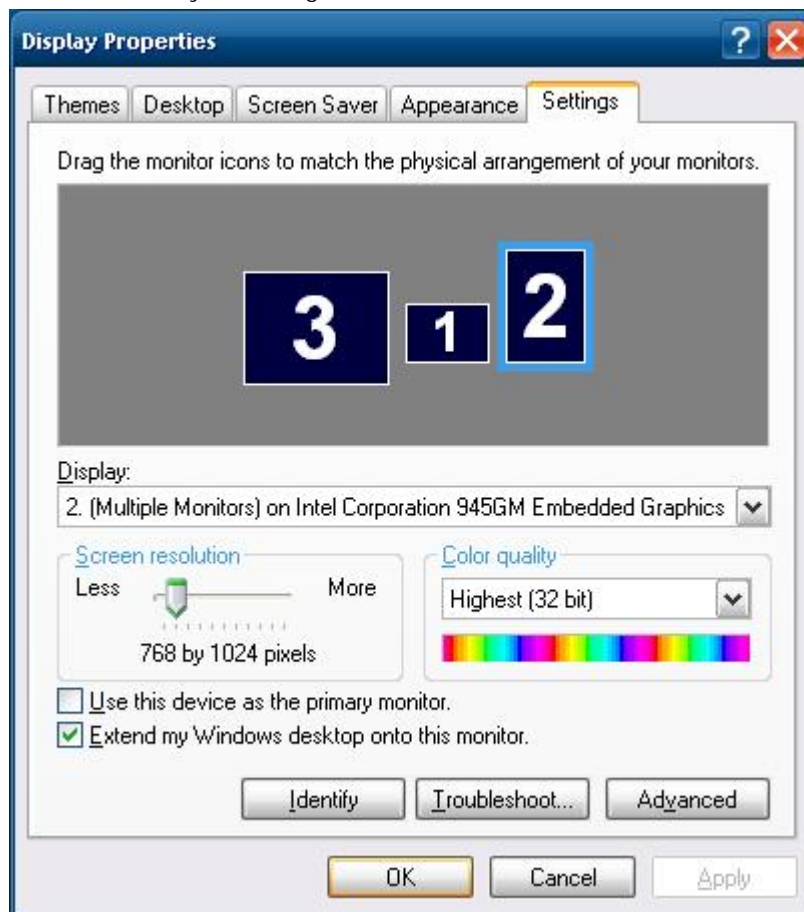 Display Properties
?
Themes Desktop Screen Saver Appearance Settings
Drag the monitor icons to match the physical arrangement of your monitors.
3 1 2
Display:
2. (Multiple Monitors) on Intel Corporation 945GM Embedded Graphics
Screen resolution
Less More
768 by 1024 pixels
Color quality
Highest (32 bit)
Use this device as the primary monitor.
Extend my Windows desktop onto this monitor.
Identify Troubleshoot... Advanced
OK Cancel Apply